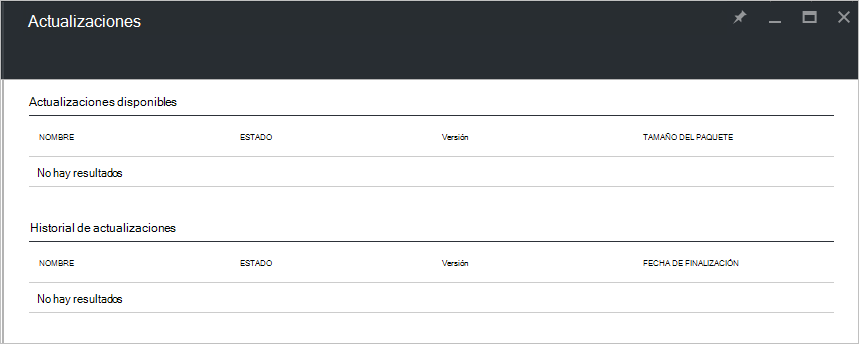 Actualizaciones
Actualizaciones disponibles
NOMBRE ESTADO Versión TAMAÑO DEL PAQUETE
No hay resultados
Historial de actualizaciones
NOMBRE ESTADO Versión FECHA DE FINALIZACIÓN
No hay resultados